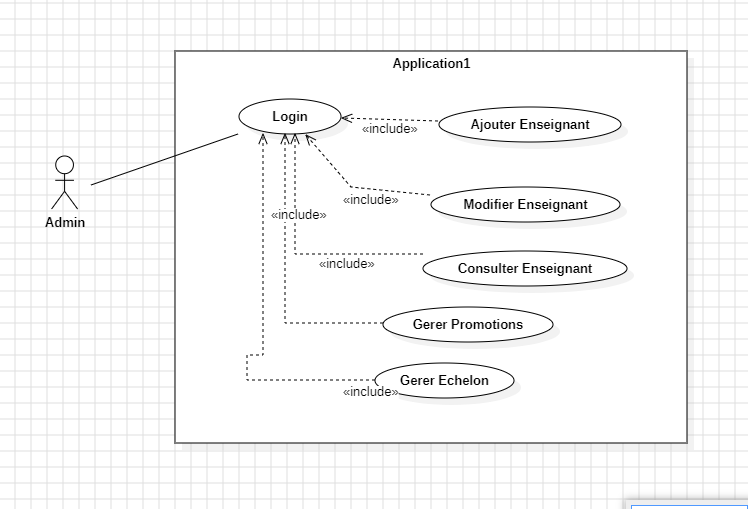 Application1
Login
«include»
Ajouter Enseignant
«include»
Modifier Enseignant
Admin
«include»
«include»
Consulter Enseignant
Gerer Promotions
Gerer Echelon
«include»